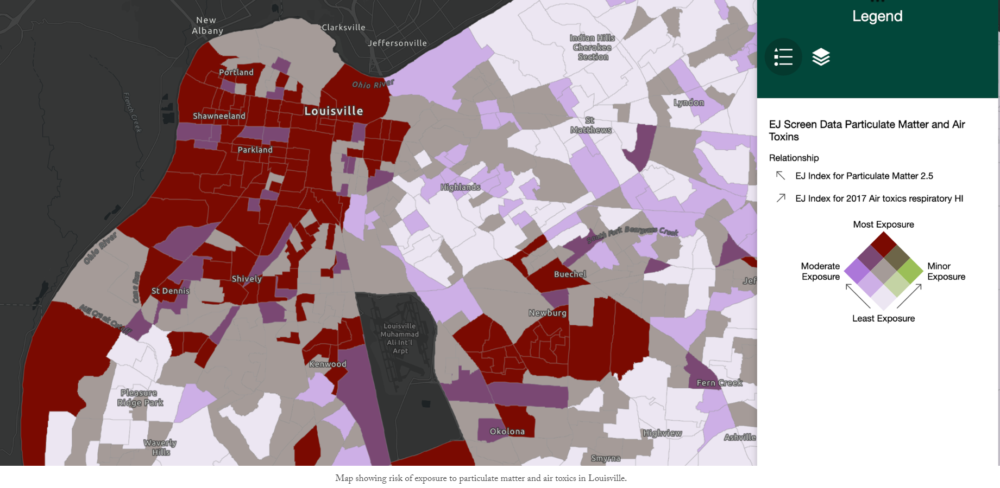 New
Albany
Clarksville
Jeffersonville
Indian Hills
Cherokee
Section
Portland
Ohio River
French Creek
Lyndon
Louisville
Shawneeland
St
Matthews
Parkland
Highlands
South Fork Beargrass Creek
Ohio River
Buechel
Shively
Jef
Cane Run
St Dennis
Mill Creek Cutoff
Newburg
Louisville
Muhammad
Ali Int'l
Arpt
Kenwood
Fern Creek
Pleasure
Ridge Park
Okolona
Highview
Ashville
Waverly
Hills
Smyrna
Legend
EJ Screen Data Particulate Matter and Air
Toxins
Relationship
EJ Index for Particulate Matter 2.5
EJ Index for 2017 Air toxics respiratory HI
Most Exposure
Moderate
Exposure
Minor
Exposure
Least Exposure
Map showing risk of exposure to particulate matter and air toxics in Louisville.